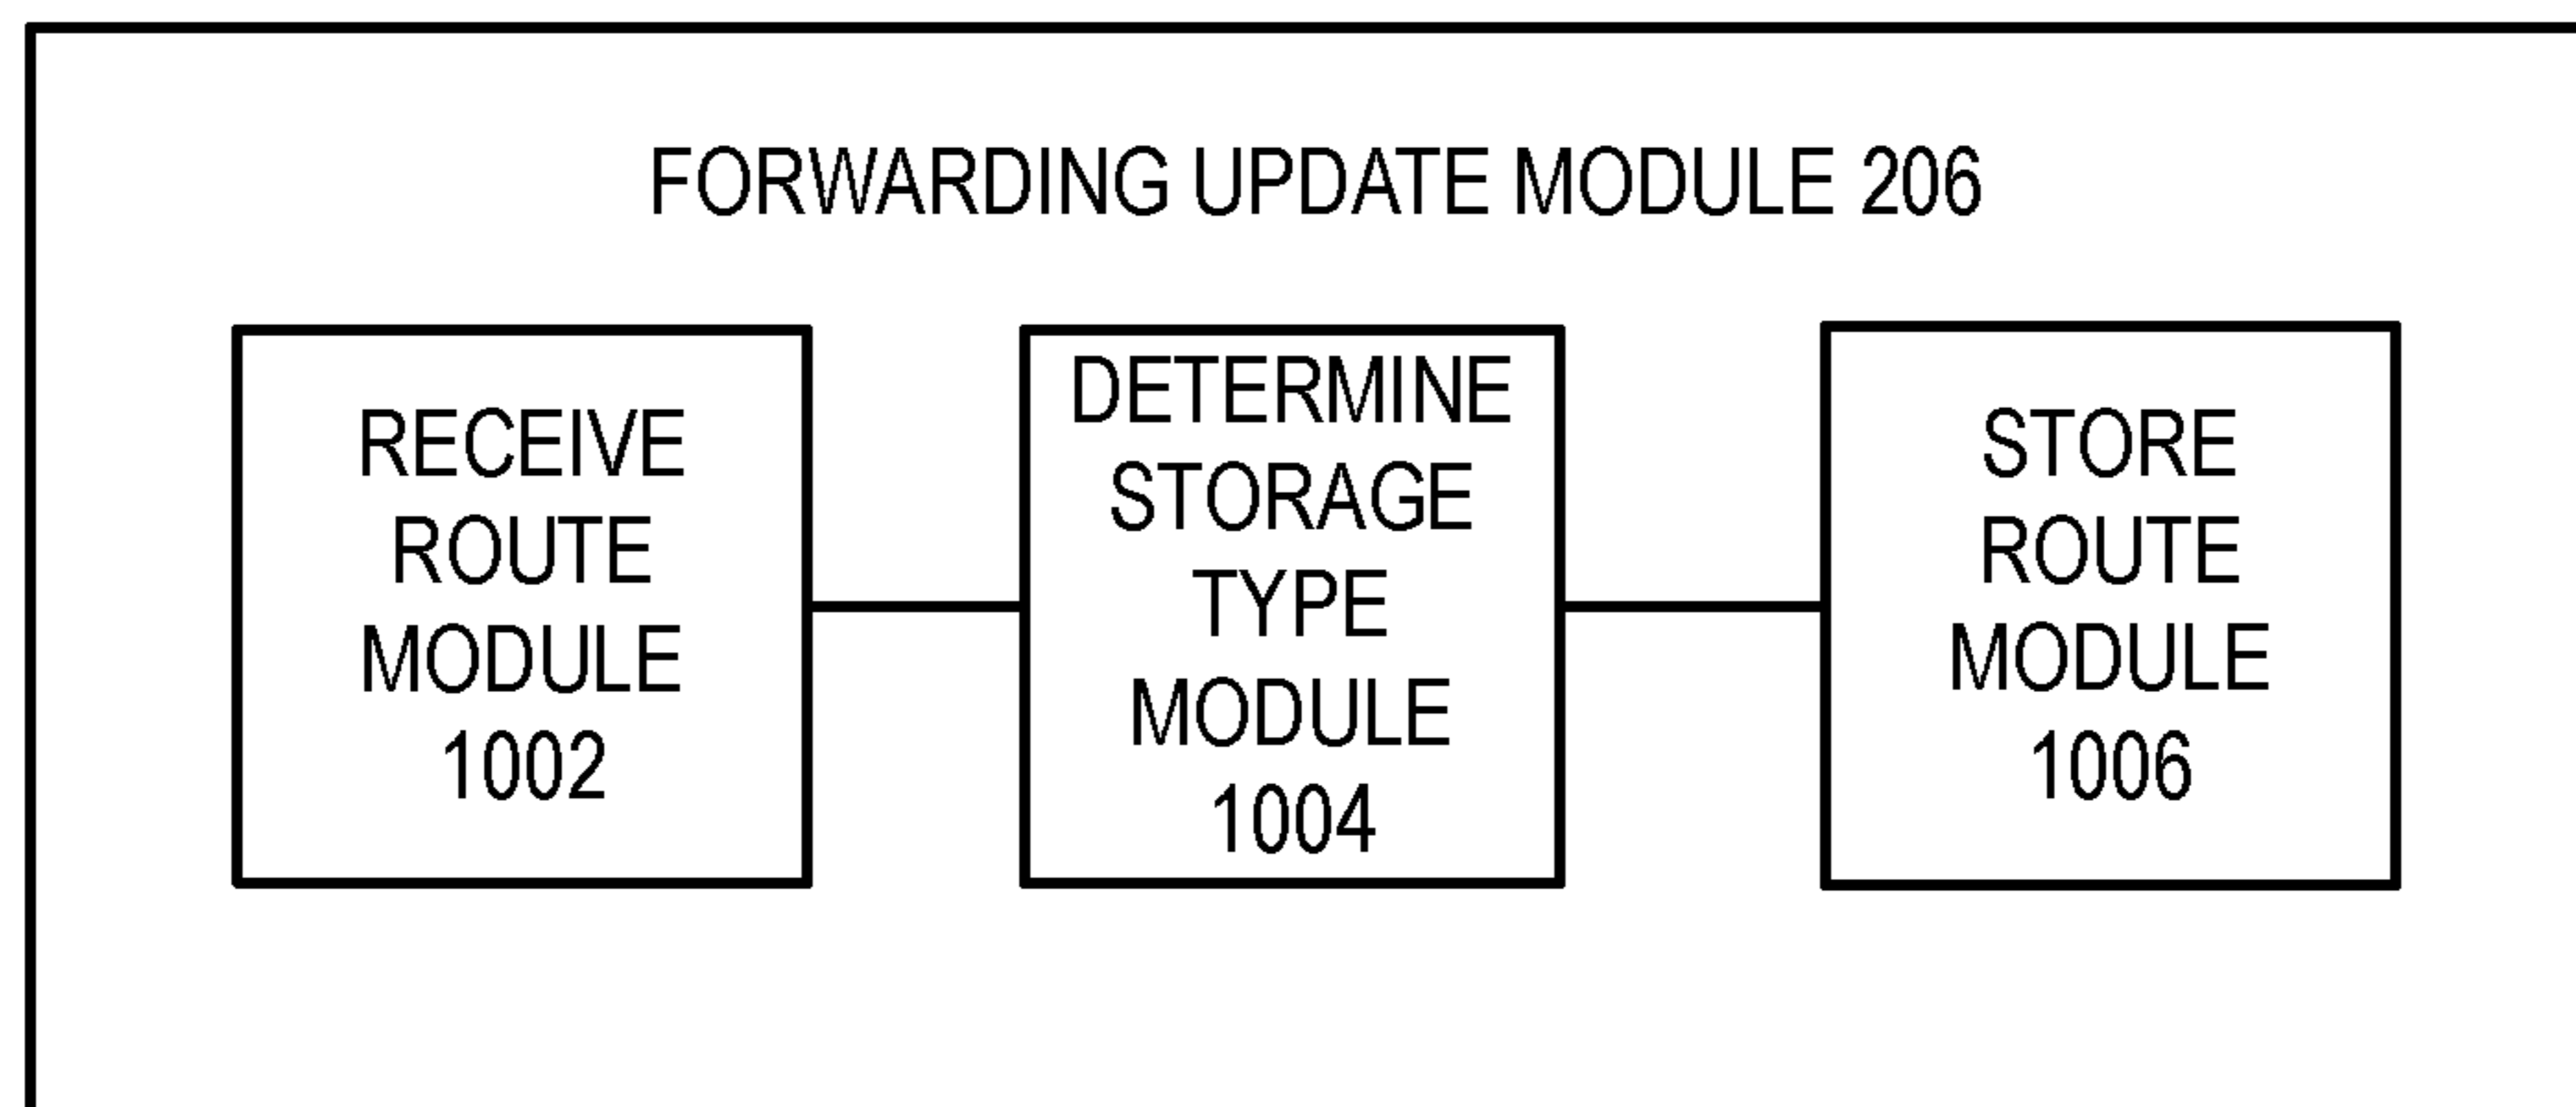 FORWARDING UPDATE MODULE 206
RECEIVE
ROUTE
MODULE
1002
DETERMINE
STORAGE
TYPE
MODULE
1004
STORE
ROUTE
MODULE
1006